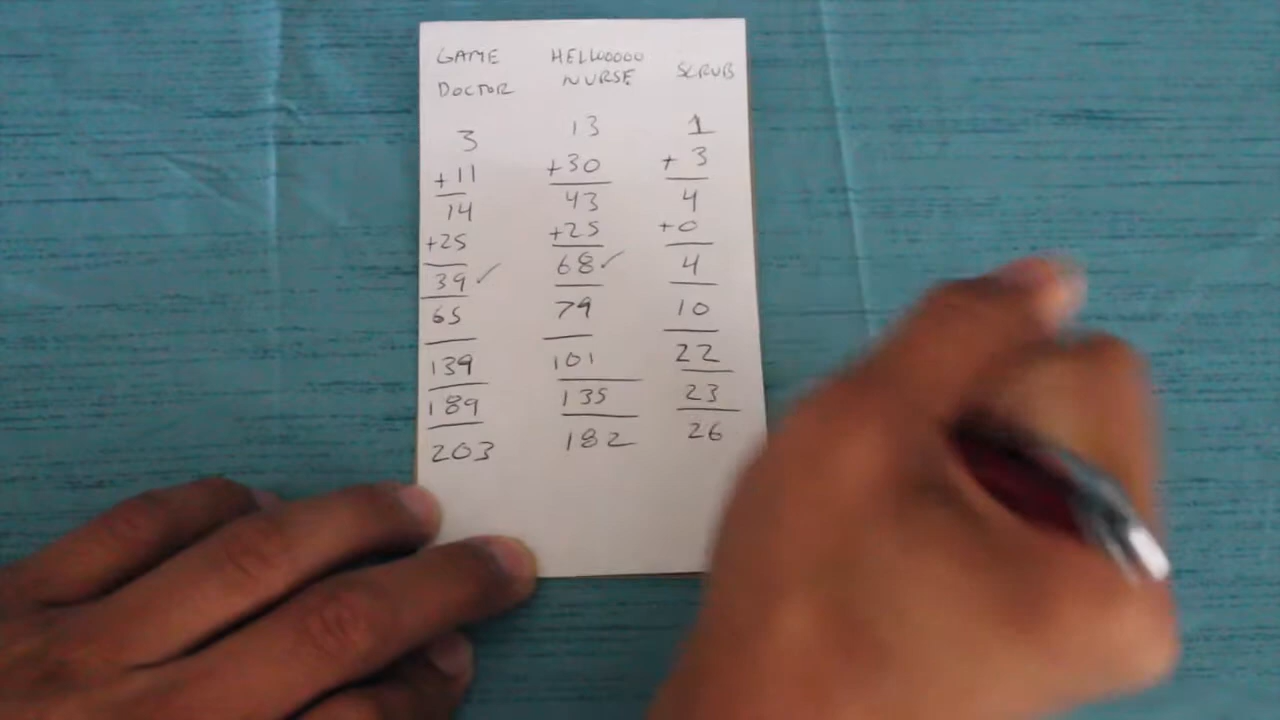 GAME HELLOOOOO SCRUB
DOCTOR NURSE
3 13 1
+11 +30 +3
14 43 4
+25 +25 +0
39✓ 68✓ 4
65 79 10
139 101 22
189 135 23
203 182 26